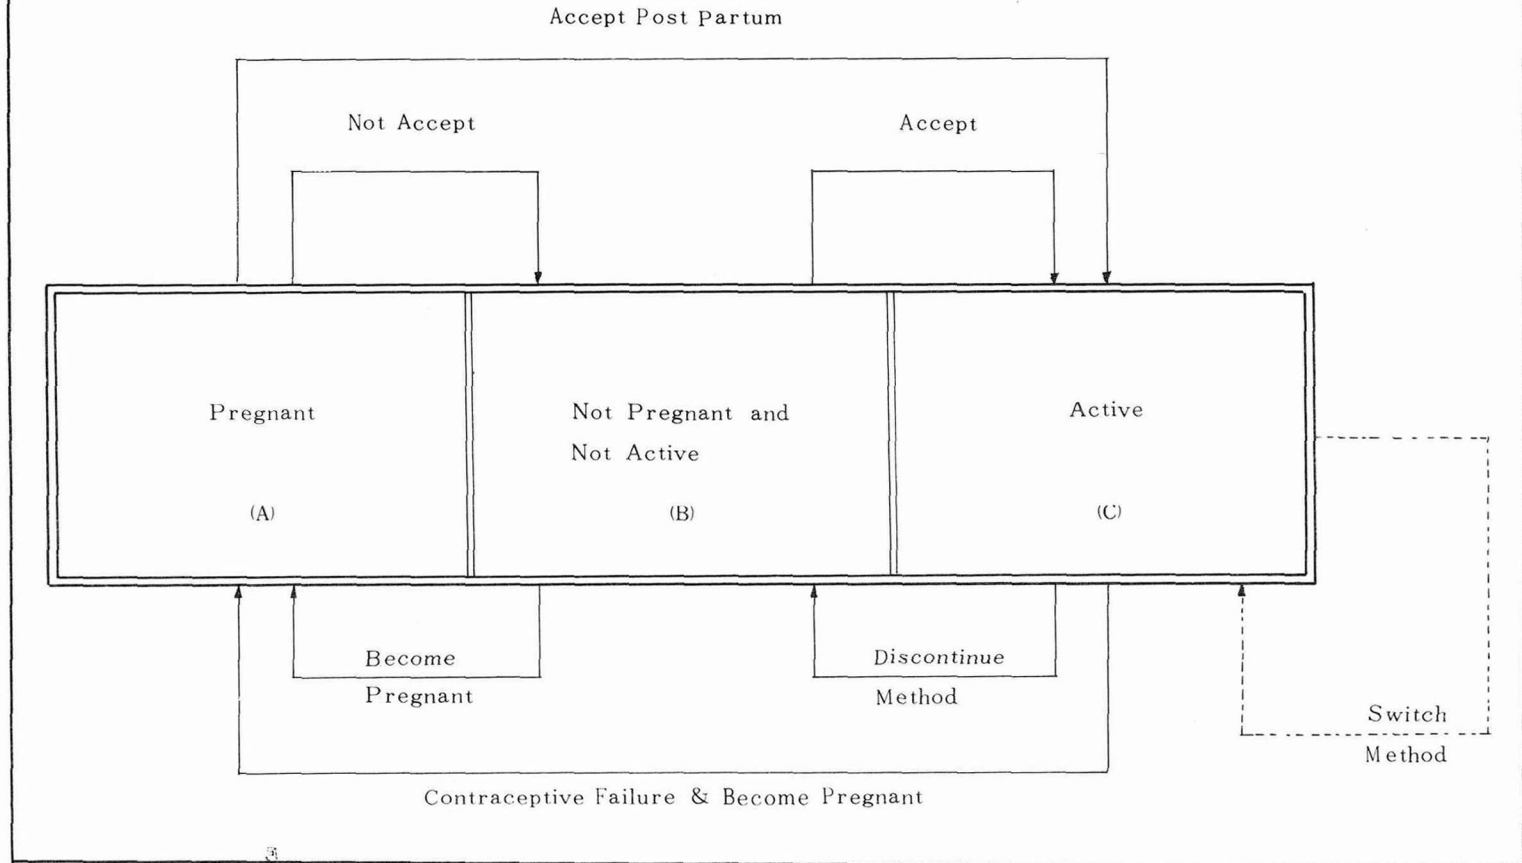 Accept Post Partum
Not Accept
Accept
Pregnant
Not Pregnant and
Not Active
Active
(A)
(B)
(C)
Become
Pregnant
Discontinue
Method
Switch
Method
Contraceptive Failure & Become Pregnant